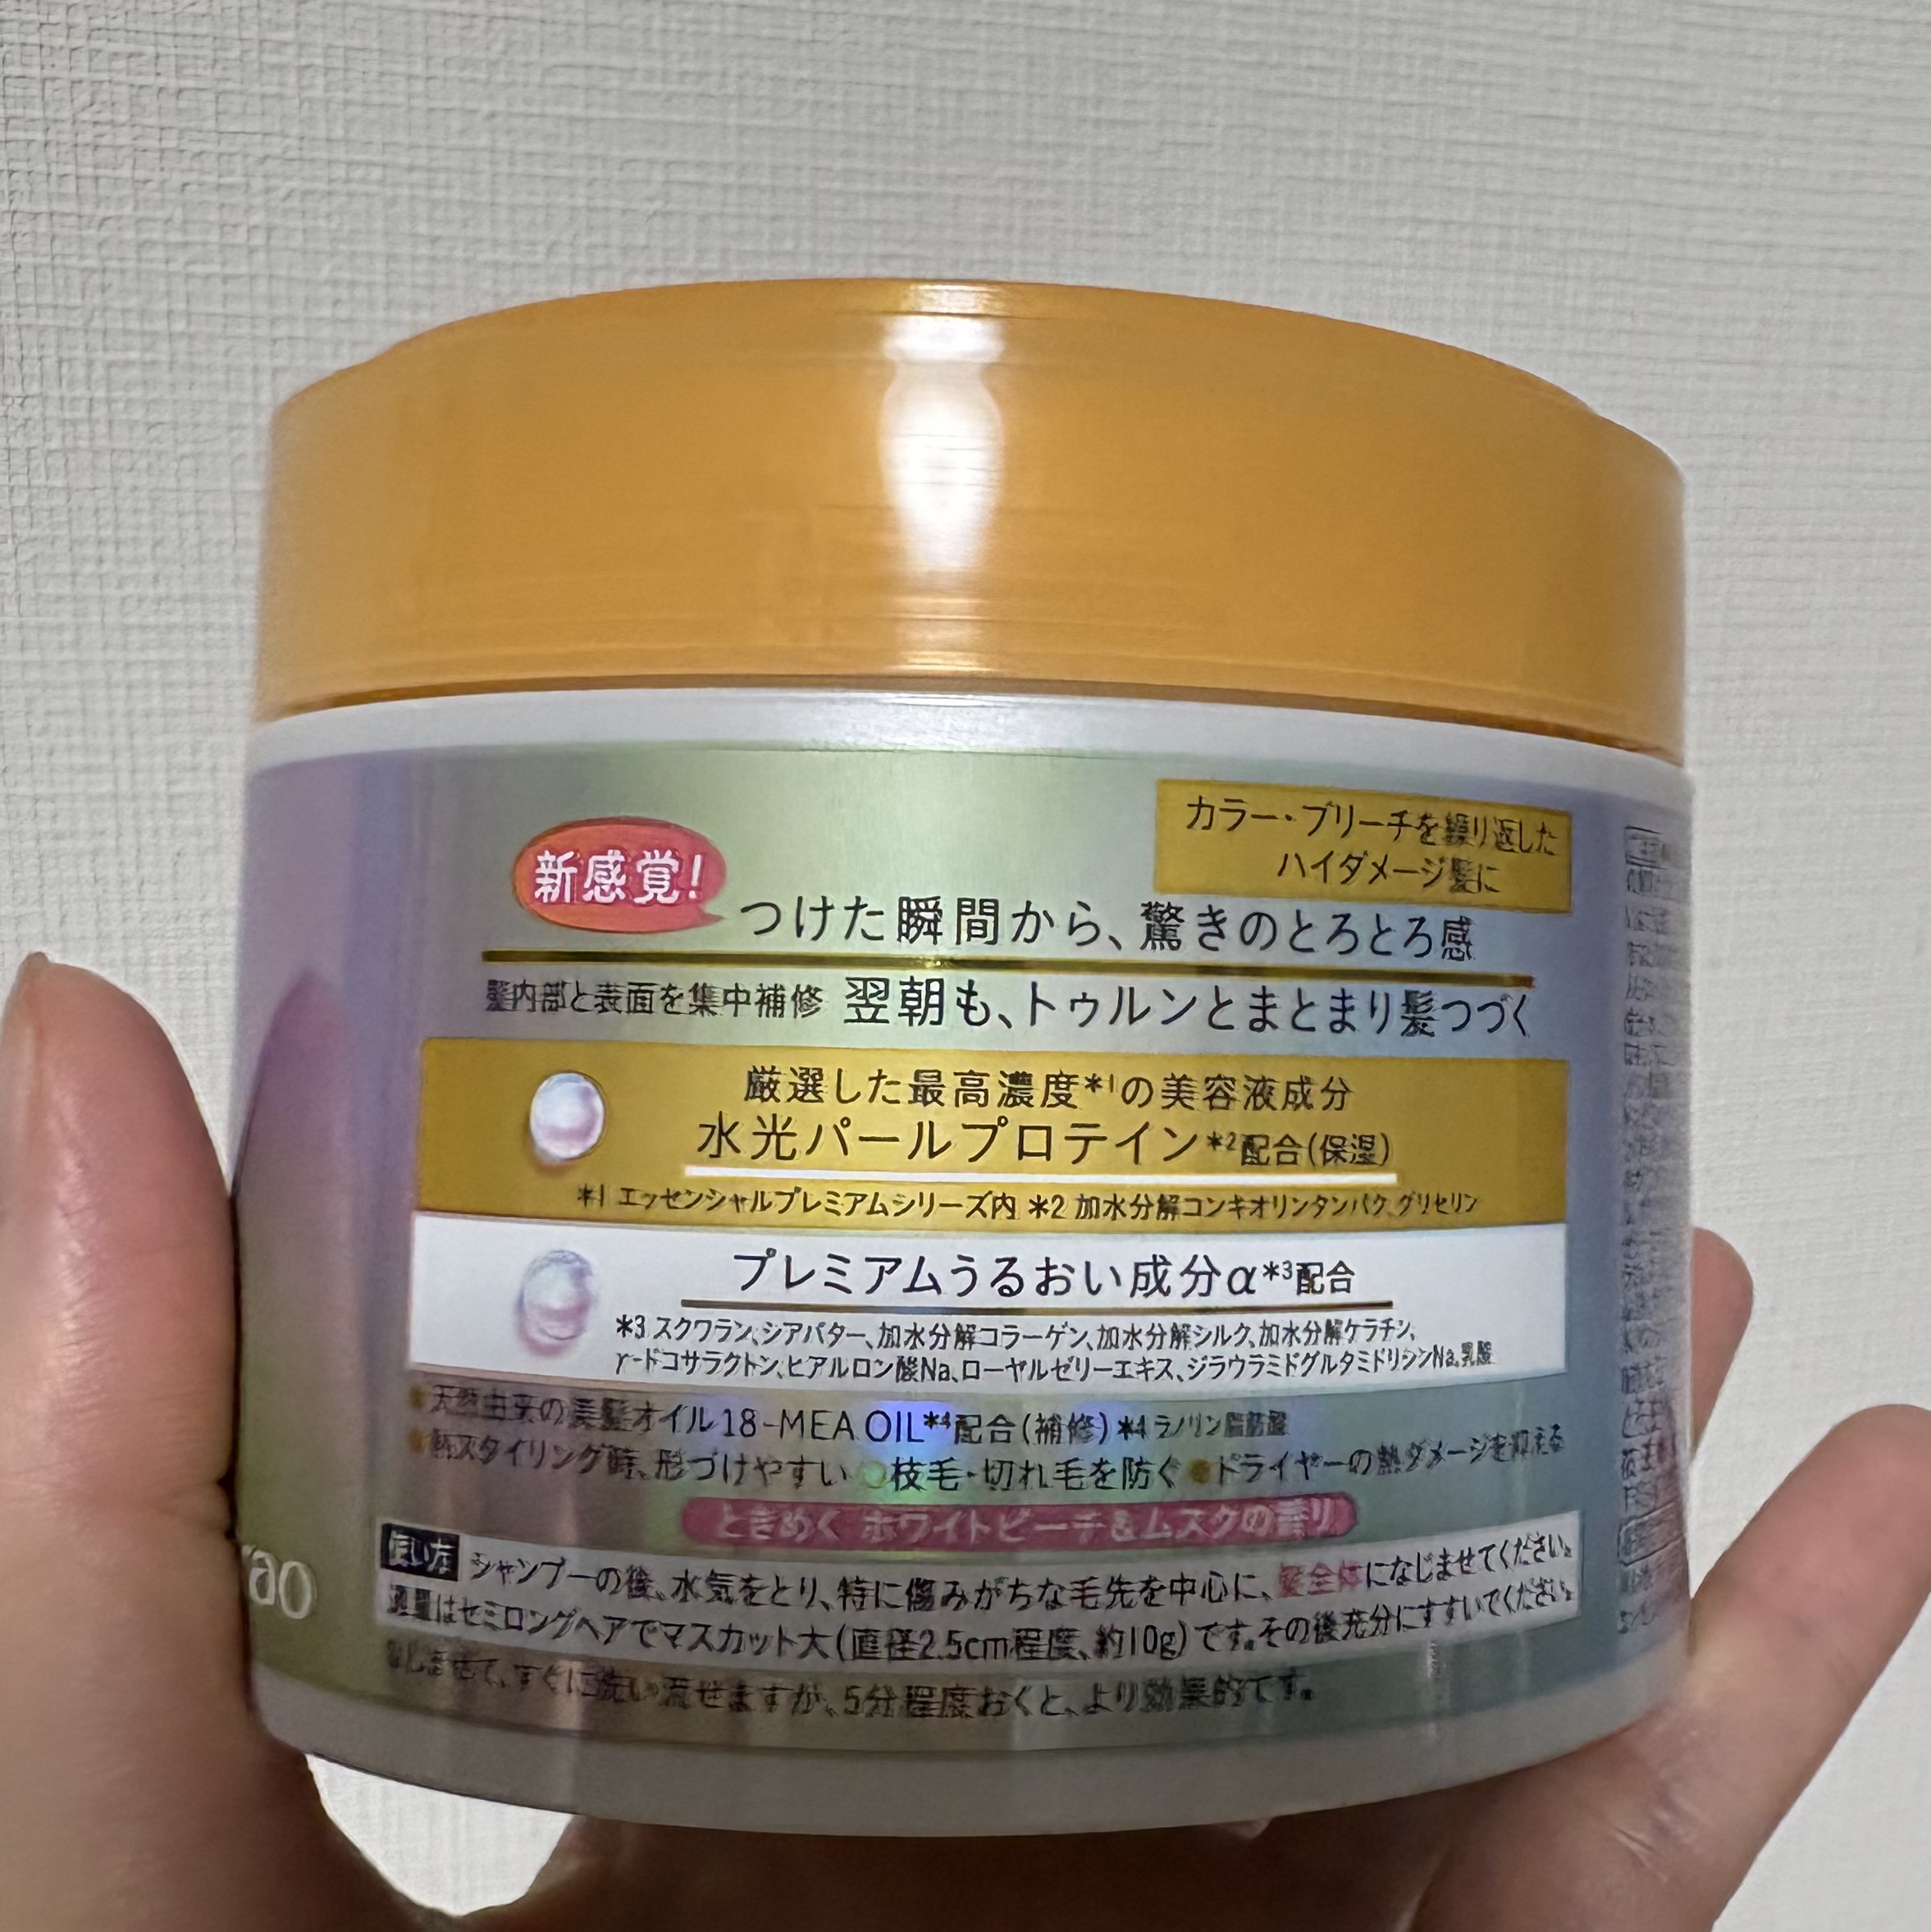 カラー・ブリーチを繰り返した
ハイダメージ髪に
新感覚!
つけた瞬間から、驚きのとろとろ感
髪内部と表面を集中補修 翌朝も、トゥルンとまとまり髪つづく
厳選した最高濃度*1の美容液成分
水光パールプロテイン*2配合(保湿)
*1 エッセンシャルプレミアムシリーズ内 *2 加水分解コンキオリンタンパク、グリセリン
プレミアムうるおい成分α*3配合
*3 スクワラン、シアバター、加水分解コラーゲン、加水分解シルク、加水分解ケラチン、
γ-ドコサラクトン、ヒアルロン酸Na、ローヤルゼリーエキス、ジラウラミドグルタミドリシンNa、乳酸
●天然由来の美髪オイル18-MEA OIL*4配合(補修) *4 ラノリン脂肪酸
●熱スタイリング時、形づけやすい ●枝毛・切れ毛を防ぐ ●ドライヤーの熱ダメージを抑える
ときめく ホワイトピーチ&ムスクの香り
使い方 シャンプーの後、水気をとり、特に傷みがちな毛先を中心に、髪全体になじませてください。
適量はセミロングヘアでマスカット大(直径2.5cm程度、約10g)です。その後充分にすすいでください。
なじませて、すぐに洗い流せますが、5分程度おくと、より効果的です。
rao